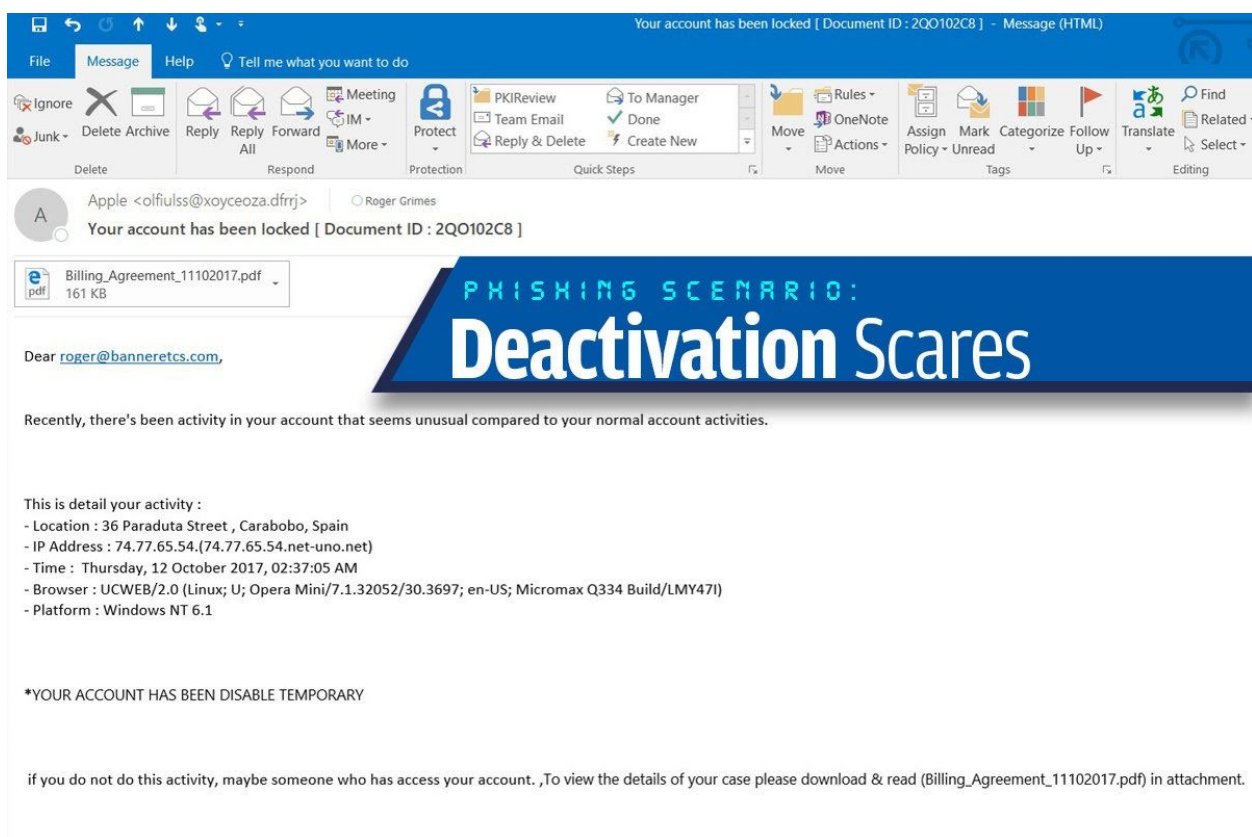 Your account has been locked [ Document ID : 2QO102C8 ] - Message (HTML)
File Message Help Tell me what you want to do
Ignore
Junk
Delete Archive
Reply Reply All Forward
Meeting
IM
More
Protect
PKIReview To Manager
Team Email Done
Reply & Delete Create New
Move
Rules
OneNote
Actions
Assign Policy Mark Unread Categorize Follow Up
Translate
Find
Related
Select
Delete Respond Protection Quick Steps Move Tags Editing
A
Apple <olfiulss@xoyceoza.dfrrj> Roger Grimes
Your account has been locked [ Document ID : 2QO102C8 ]
pdf
Billing_Agreement_11102017.pdf
161 KB
PHISHING SCENARIO:
Deactivation Scares
Dear roger@banneretcs.com,
Recently, there's been activity in your account that seems unusual compared to your normal account activities.
This is detail your activity :
- Location : 36 Paraduta Street , Carabobo, Spain
- IP Address : 74.77.65.54.(74.77.65.54.net-uno.net)
- Time : Thursday, 12 October 2017, 02:37:05 AM
- Browser : UCWEB/2.0 (Linux; U; Opera Mini/7.1.32052/30.3697; en-US; Micromax Q334 Build/LMY47I)
- Platform : Windows NT 6.1
*YOUR ACCOUNT HAS BEEN DISABLE TEMPORARY
if you do not do this activity, maybe someone who has access your account. ,To view the details of your case please download & read (Billing_Agreement_11102017.pdf) in attachment.